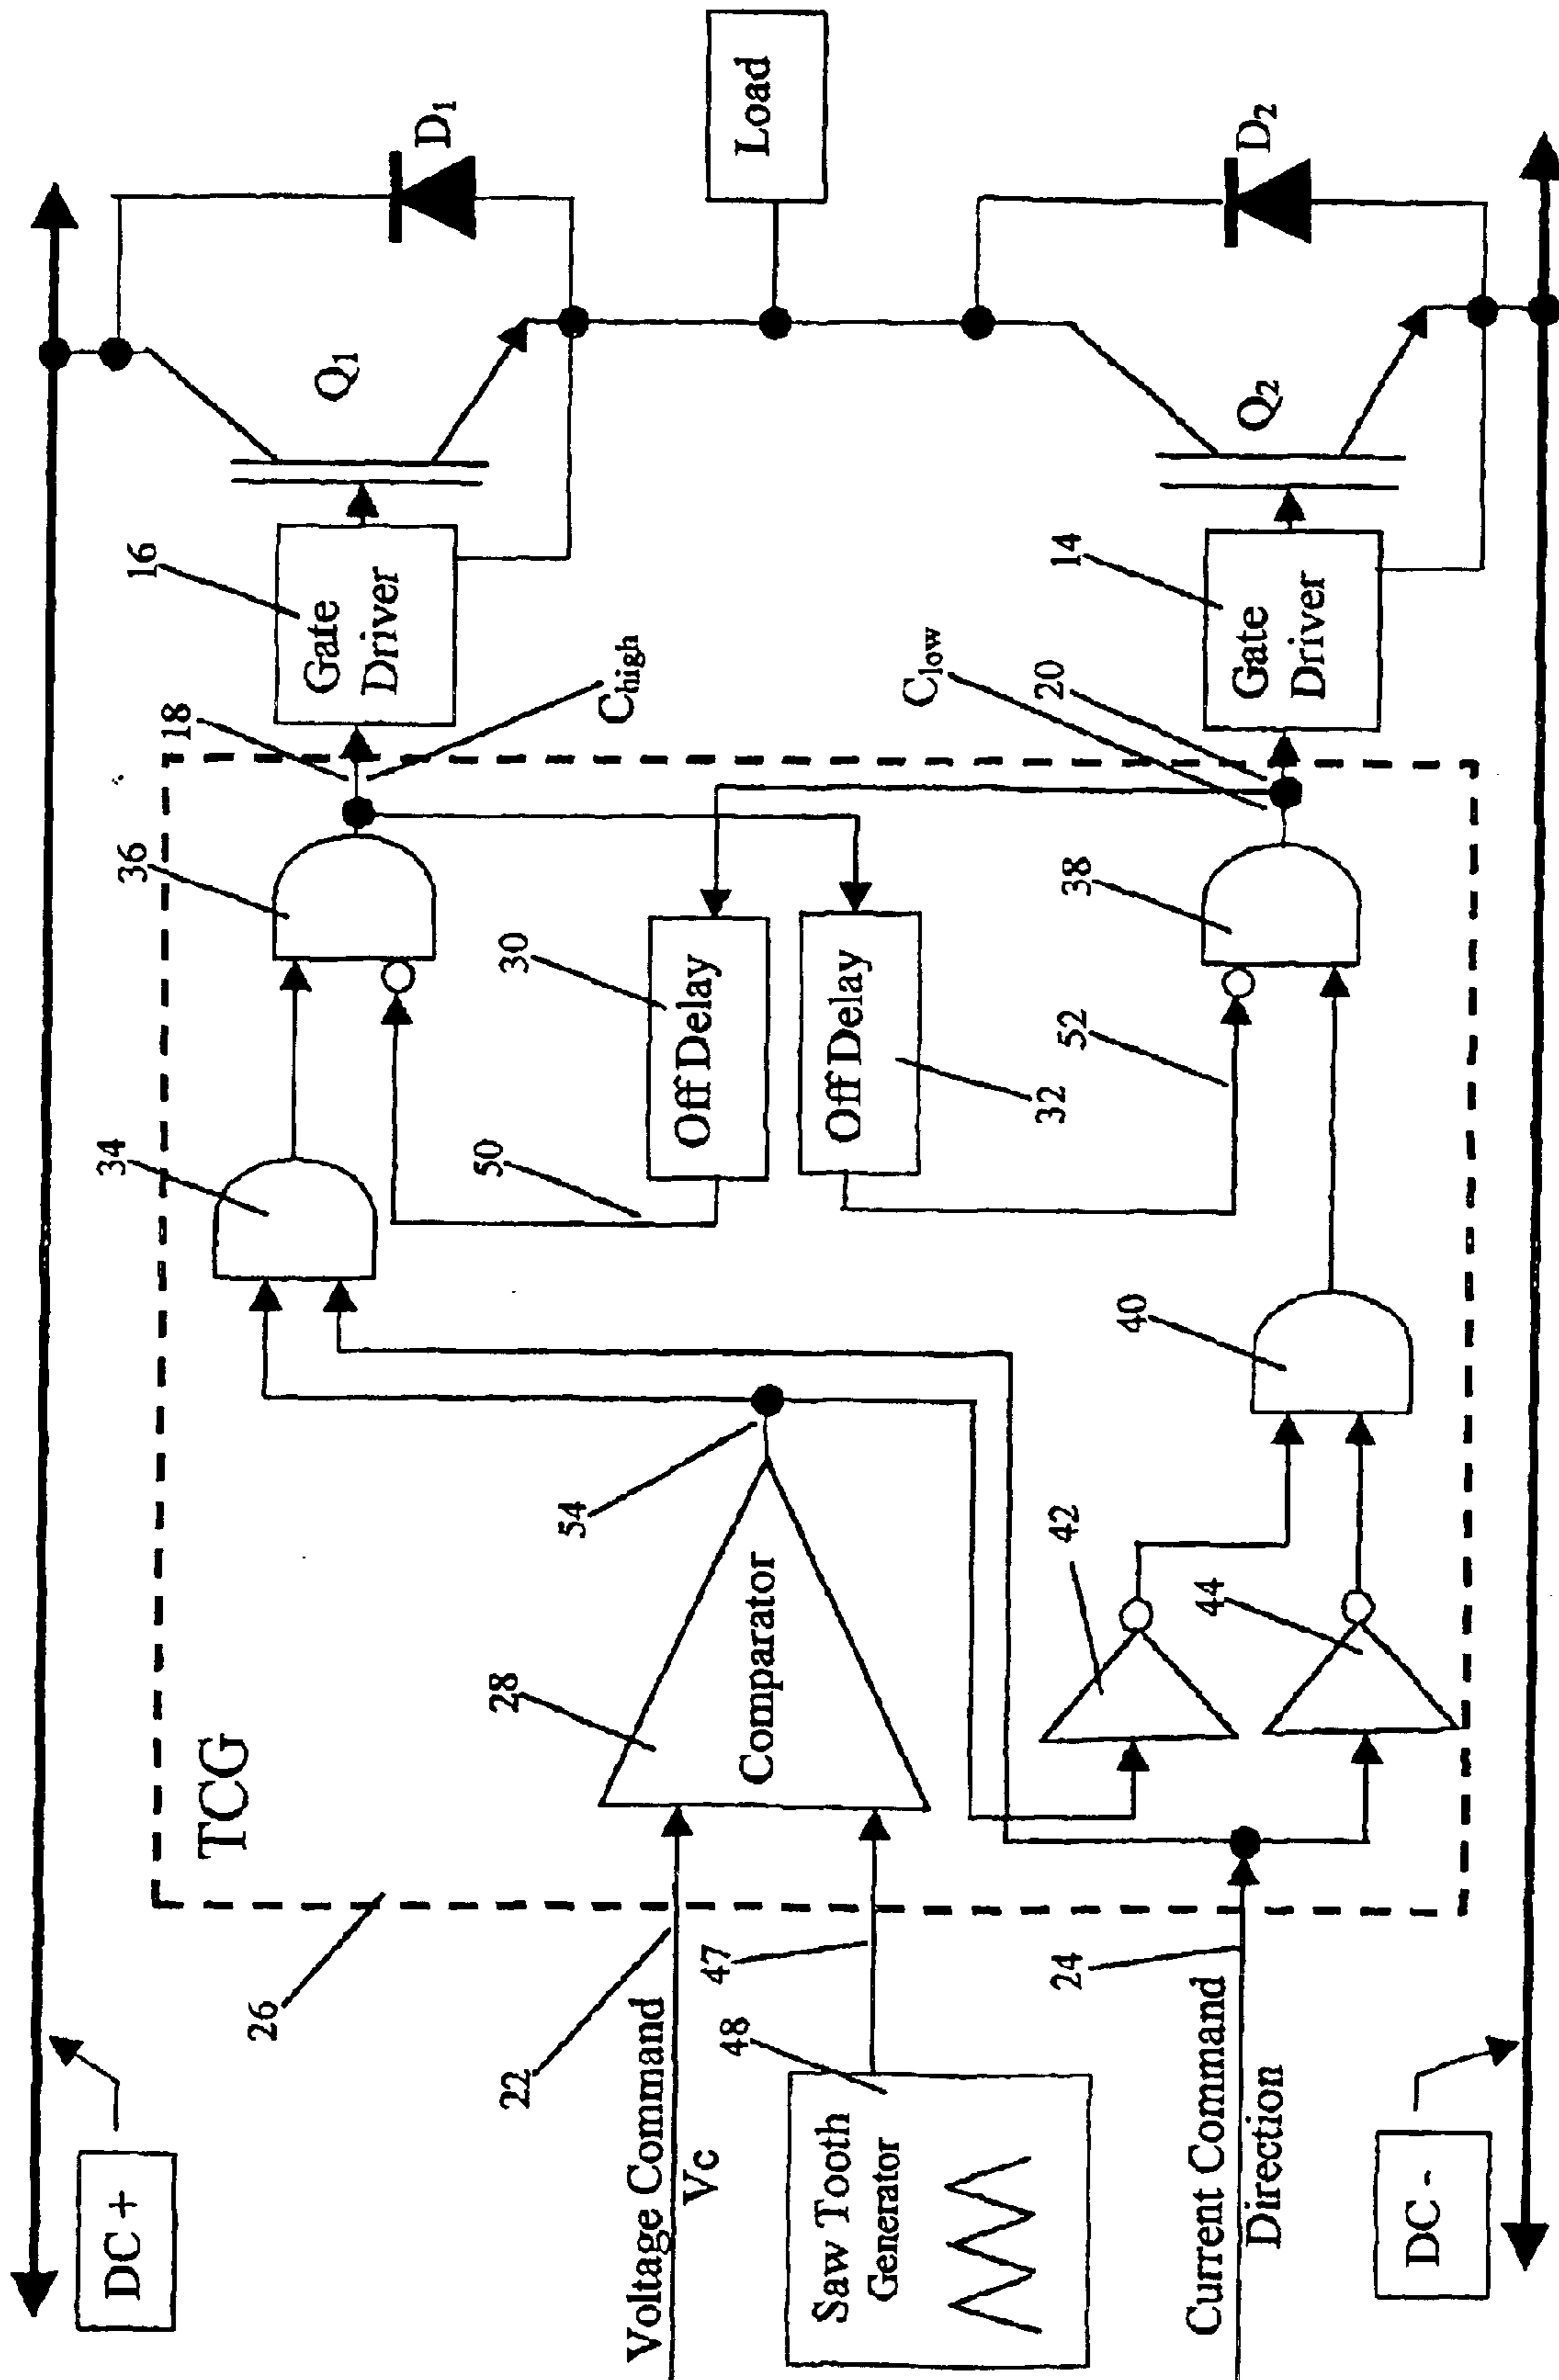 DC +
26
TCG
34
36
18
16
Gate
Driver
Q1
D1
Chigh
Voltage Command
Vc
22
28
Comparator
54
50
30
Off Delay
Off Delay
32
Load
Saw Tooth
Generator
48
47
Current Command
Direction
24
42
44
40
52
38
Clow
20
14
Gate
Driver
Q2
D2
DC -